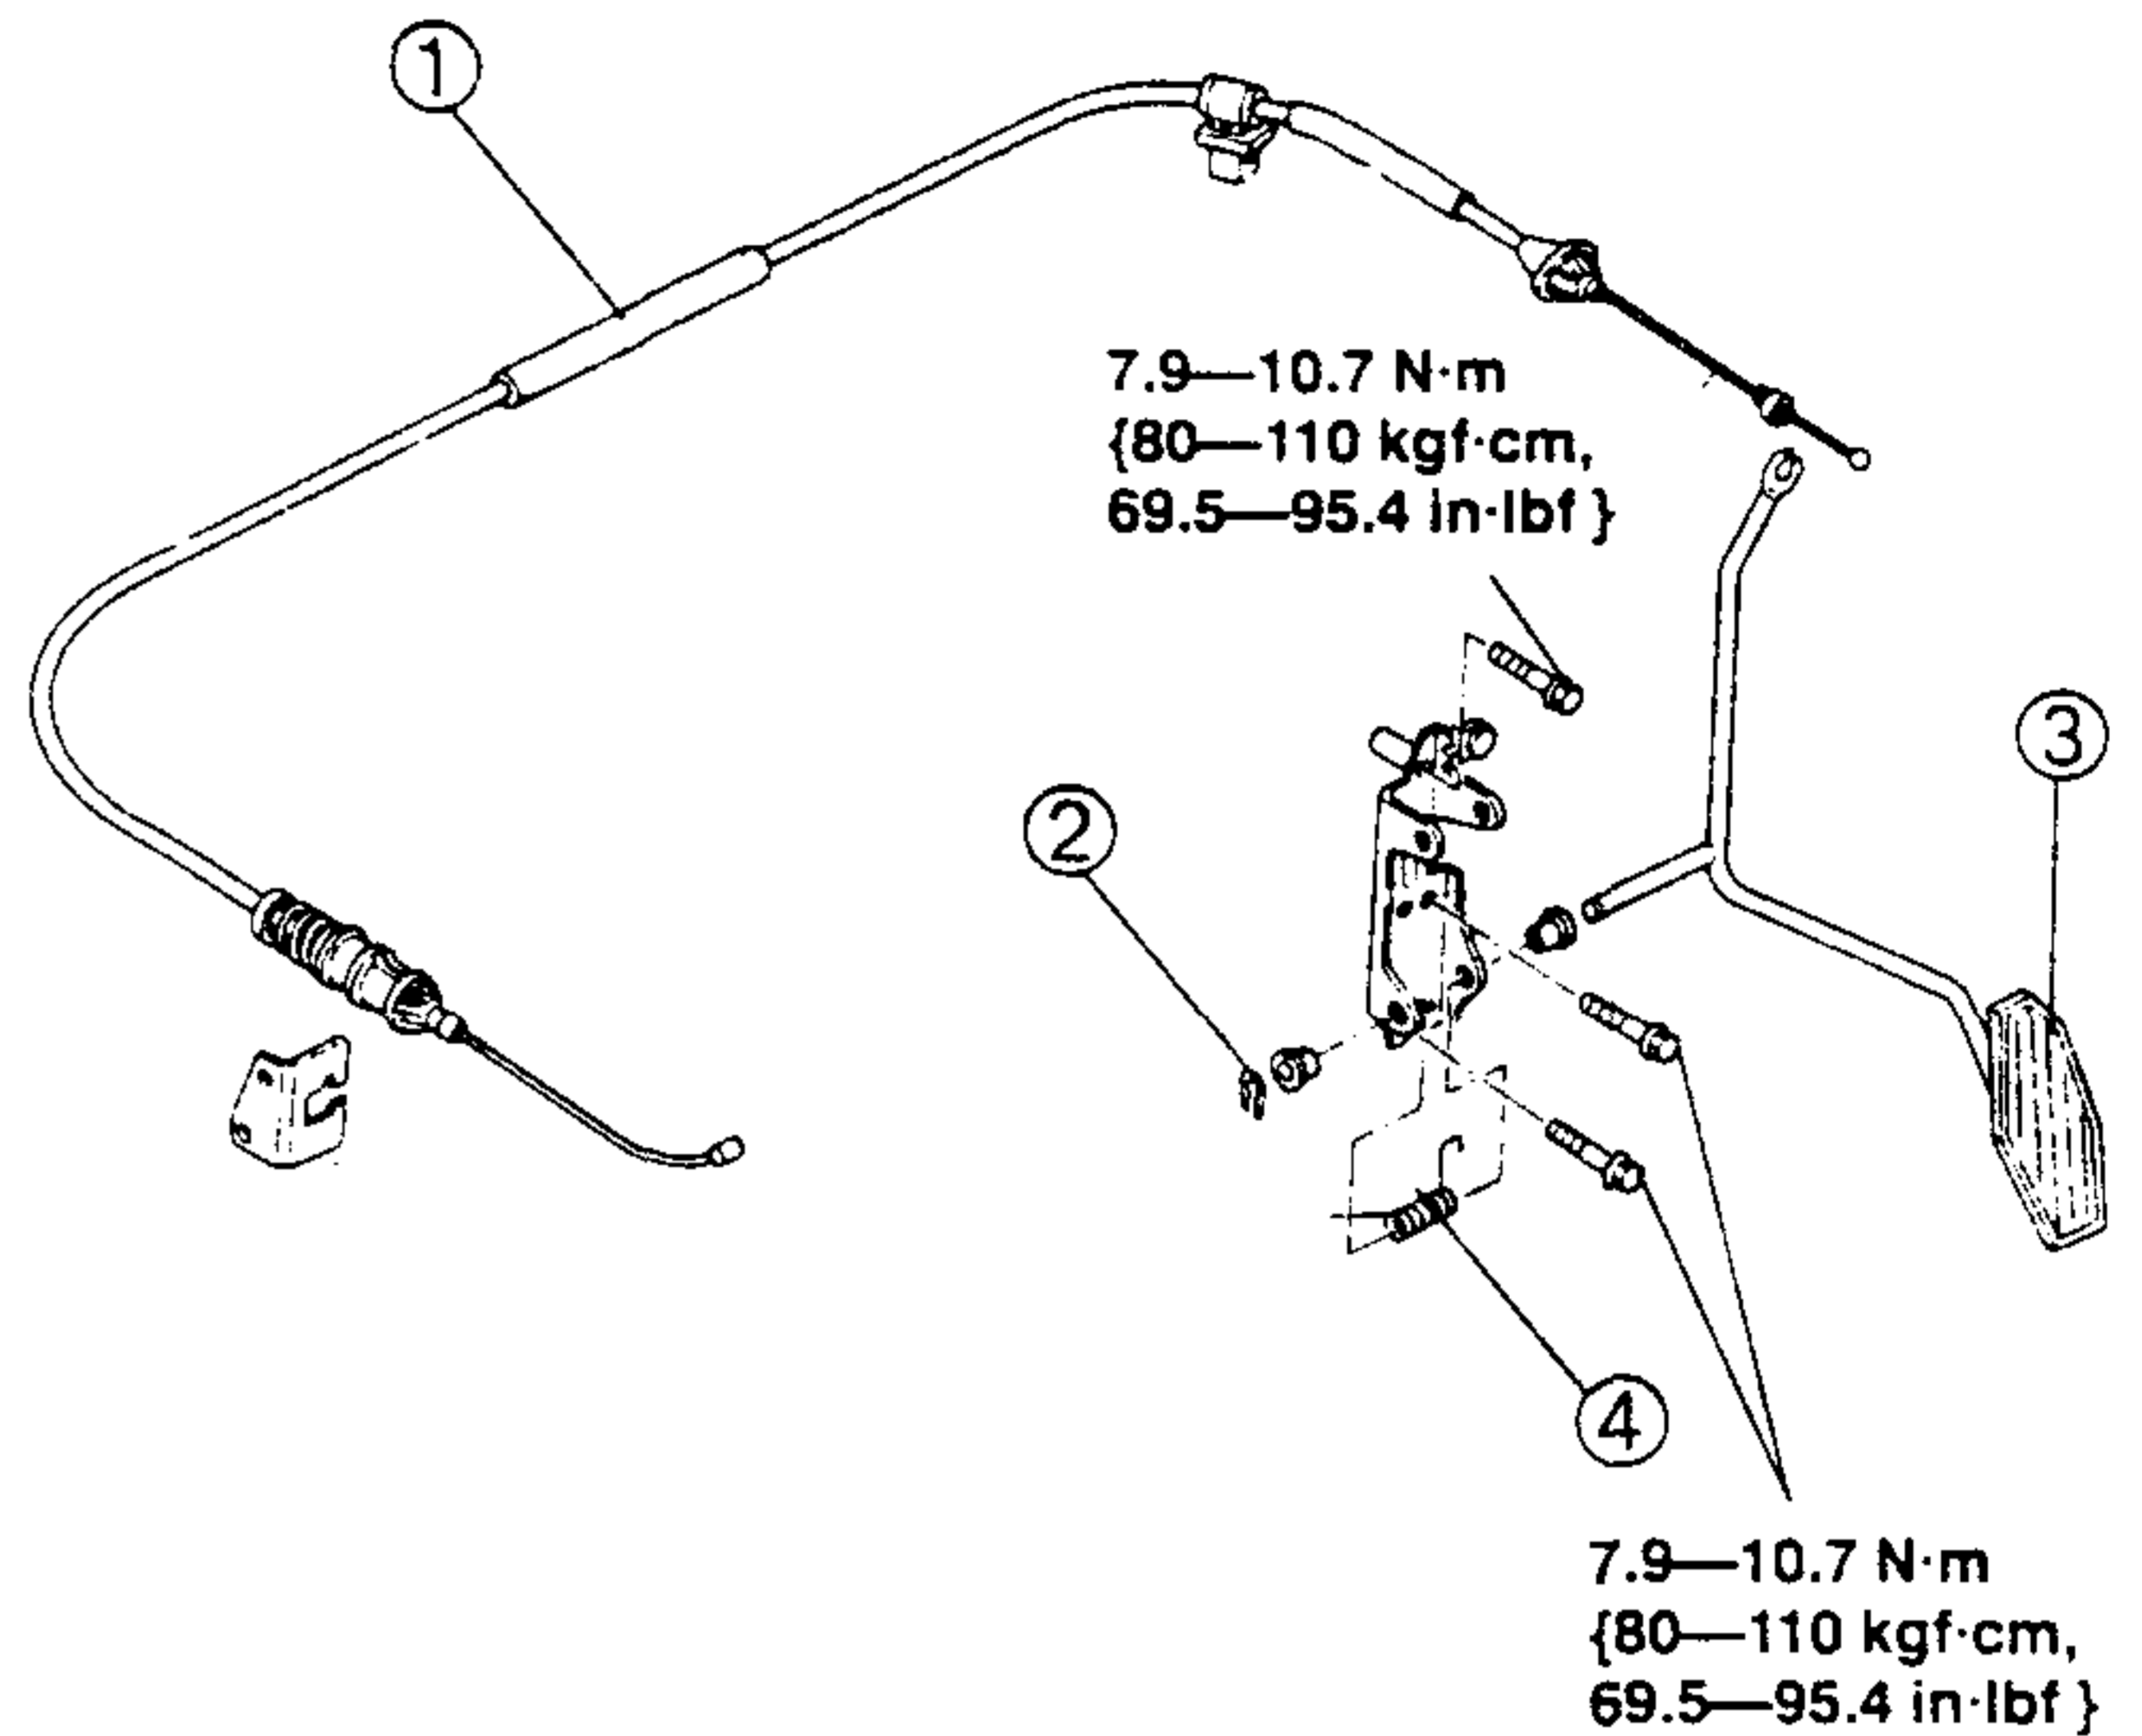 ①
7.9—10.7 N·m
{80—110 kgf·cm,
69.5—95.4 in·lbf }
③
②
④
7.9—10.7 N·m
{80—110 kgf·cm,
69.5—95.4 in·lbf }